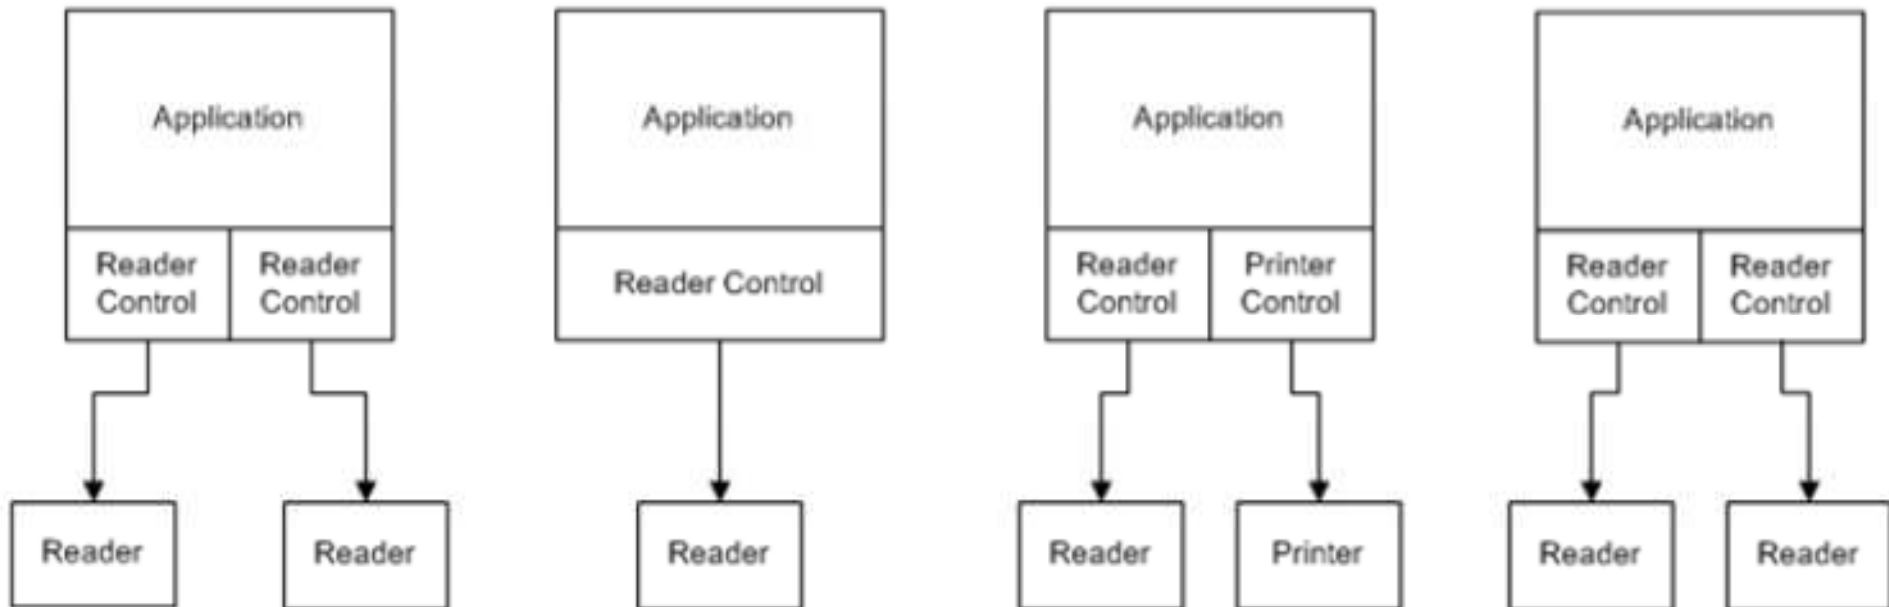 Application
Application
Application
Application
Reader
Control
Reader
Control
Reader Control
Reader
Control
Printer
Control
Reader
Control
Reader
Control
Reader
Reader
Reader
Reader
Printer
Reader
Reader